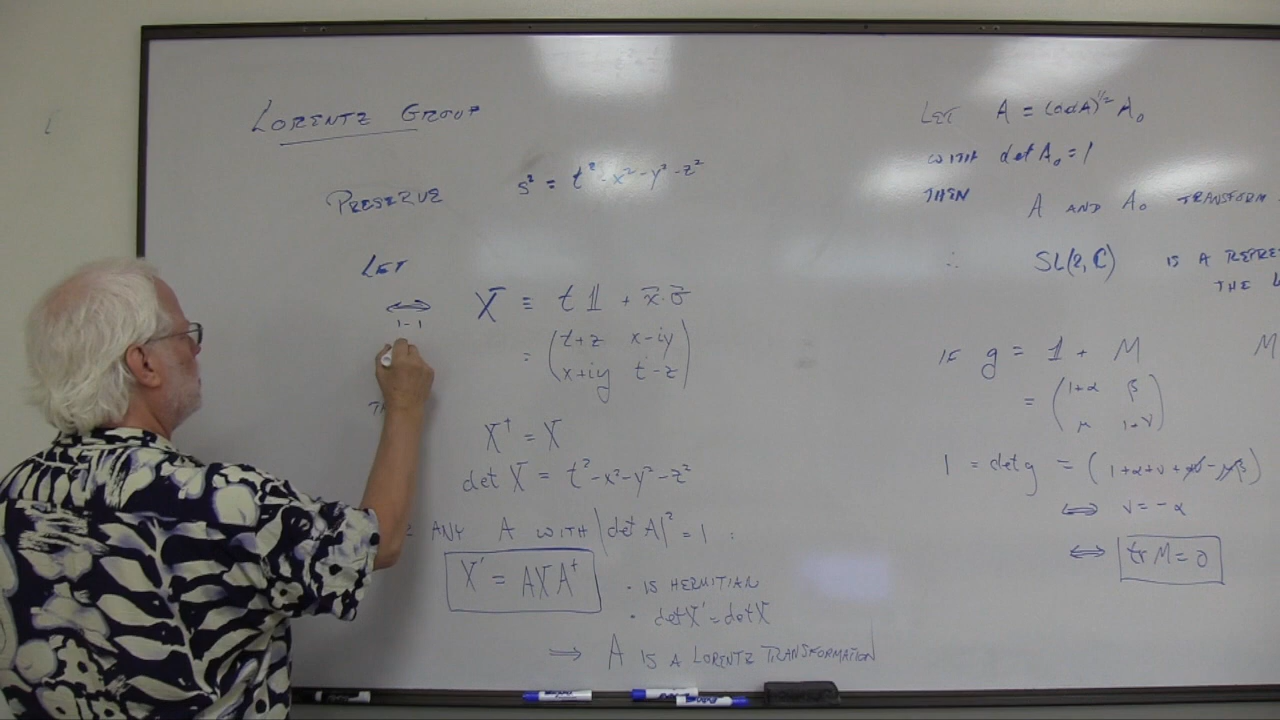 LORENTZ GROUP
PRESERVE s² = t² - x² - y² - z²
LET
⟺ X ≡ t 𝟙 + x⃗·σ⃗
1-1
= (t+z x-iy
x+iy t-z)
X† = X
det X = t² - x² - y² - z²
ANY A WITH |det A|² = 1 :
X' = AXA†
· IS HERMITIAN
· det X' = det X
⟹ A IS A LORENTZ TRANSFORMATION
LET A = (det A)^½ A₀
WITH det A₀ = 1
THEN A AND A₀ TRANSFORM
∴ SL(2,ℂ) IS A REPRE
THE
IF g = 𝟙 + M M
= (1+α β
μ 1+ν)
1 = det g = (1+α+ν+αν-μβ)
⟺ ν = -α
⟺ tr M = 0